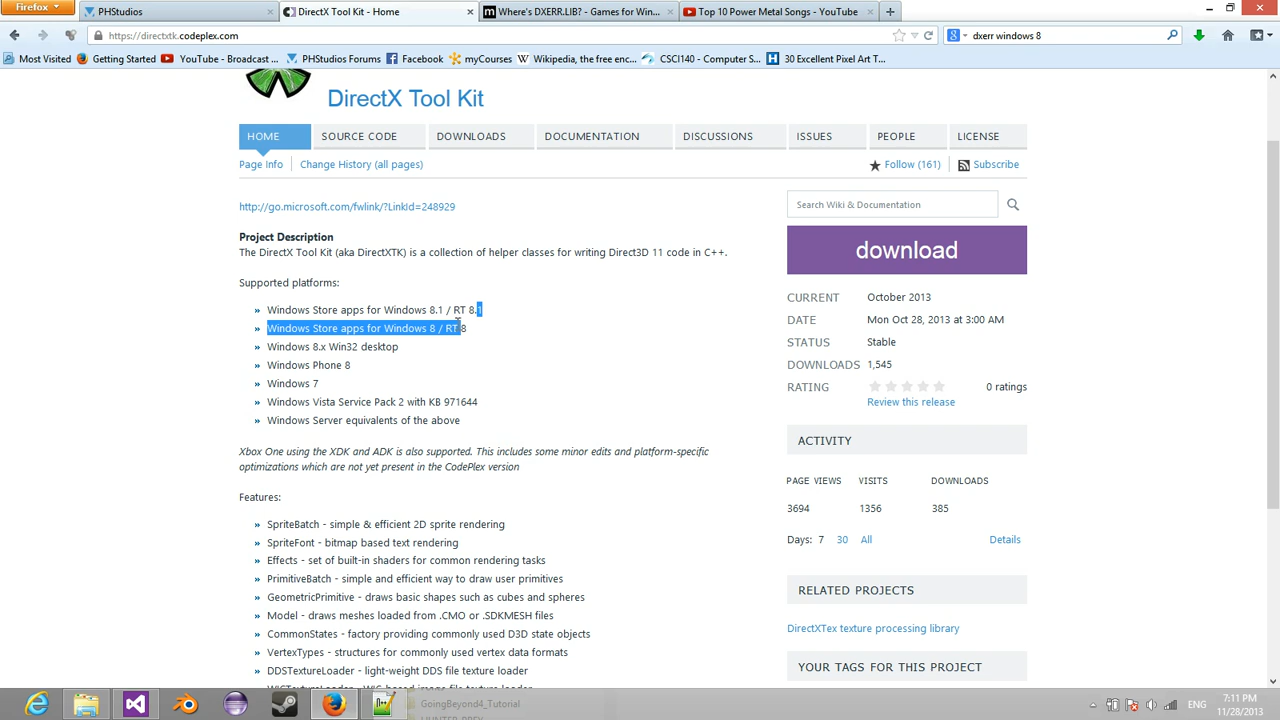 Firefox
PHStudios
DirectX Tool Kit - Home
Where's DXERR.LIB? - Games for Win...
Top 10 Power Metal Songs - YouTube
https://directxtk.codeplex.com
dxerr windows 8
Most Visited
Getting Started
YouTube - Broadcast ...
PHStudios Forums
Facebook
myCourses
Wikipedia, the free enc...
CSCI140 - Computer S...
30 Excellent Pixel Art T...
DirectX Tool Kit
HOME
SOURCE CODE
DOWNLOADS
DOCUMENTATION
DISCUSSIONS
ISSUES
PEOPLE
LICENSE
Page Info
Change History (all pages)
Follow (161)
Subscribe
http://go.microsoft.com/fwlink/?LinkId=248929
Project Description
The DirectX Tool Kit (aka DirectXTK) is a collection of helper classes for writing Direct3D 11 code in C++.
Supported platforms:
» Windows Store apps for Windows 8.1 / RT 8.1
» Windows Store apps for Windows 8 / RT 8
» Windows 8.x Win32 desktop
» Windows Phone 8
» Windows 7
» Windows Vista Service Pack 2 with KB 971644
» Windows Server equivalents of the above
Xbox One using the XDK and ADK is also supported. This includes some minor edits and platform-specific
optimizations which are not yet present in the CodePlex version
Features:
» SpriteBatch - simple & efficient 2D sprite rendering
» SpriteFont - bitmap based text rendering
» Effects - set of built-in shaders for common rendering tasks
» PrimitiveBatch - simple and efficient way to draw user primitives
» GeometricPrimitive - draws basic shapes such as cubes and spheres
» Model - draws meshes loaded from .CMO or .SDKMESH files
» CommonStates - factory providing commonly used D3D state objects
» VertexTypes - structures for commonly used vertex data formats
» DDSTextureLoader - light-weight DDS file texture loader
Search Wiki & Documentation
download
CURRENT October 2013
DATE Mon Oct 28, 2013 at 3:00 AM
STATUS Stable
DOWNLOADS 1,545
RATING 0 ratings
Review this release
ACTIVITY
PAGE VIEWS VISITS DOWNLOADS
3694 1356 385
Days: 7 30 All Details
RELATED PROJECTS
DirectXTex texture processing library
YOUR TAGS FOR THIS PROJECT
GoingBeyond4_Tutorial
ENG
7:11 PM
11/28/2013